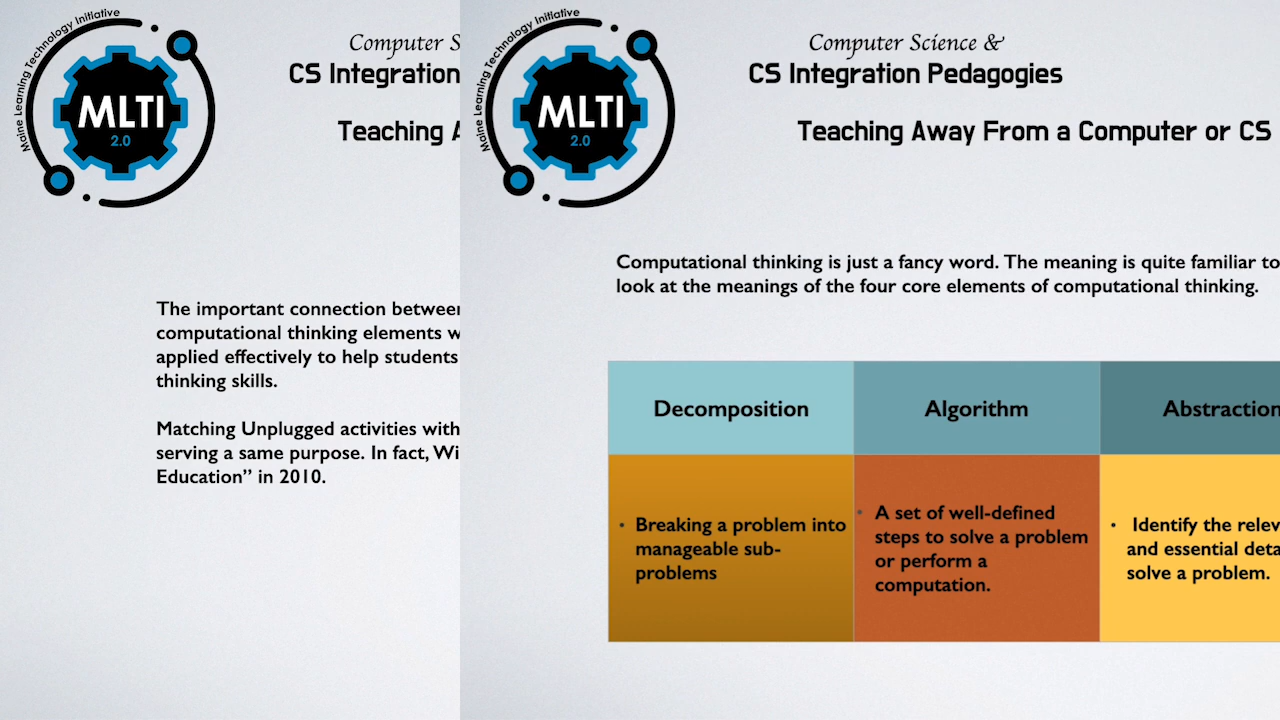 Maine Learning Technology Initiative
MLTI
2.0
Computer S
CS Integration
Teaching A
The important connection between
computational thinking elements w
applied effectively to help students
thinking skills.
Matching Unplugged activities with
serving a same purpose. In fact, Wi
Education” in 2010.
Maine Learning Technology Initiative
MLTI
2.0
Computer Science &
CS Integration Pedagogies
Teaching Away From a Computer or CS
Computational thinking is just a fancy word. The meaning is quite familiar to
look at the meanings of the four core elements of computational thinking.
Decomposition
Algorithm
Abstraction
• Breaking a problem into
manageable sub-
problems
• A set of well-defined
steps to solve a problem
or perform a
computation.
• Identify the relev
and essential deta
solve a problem.